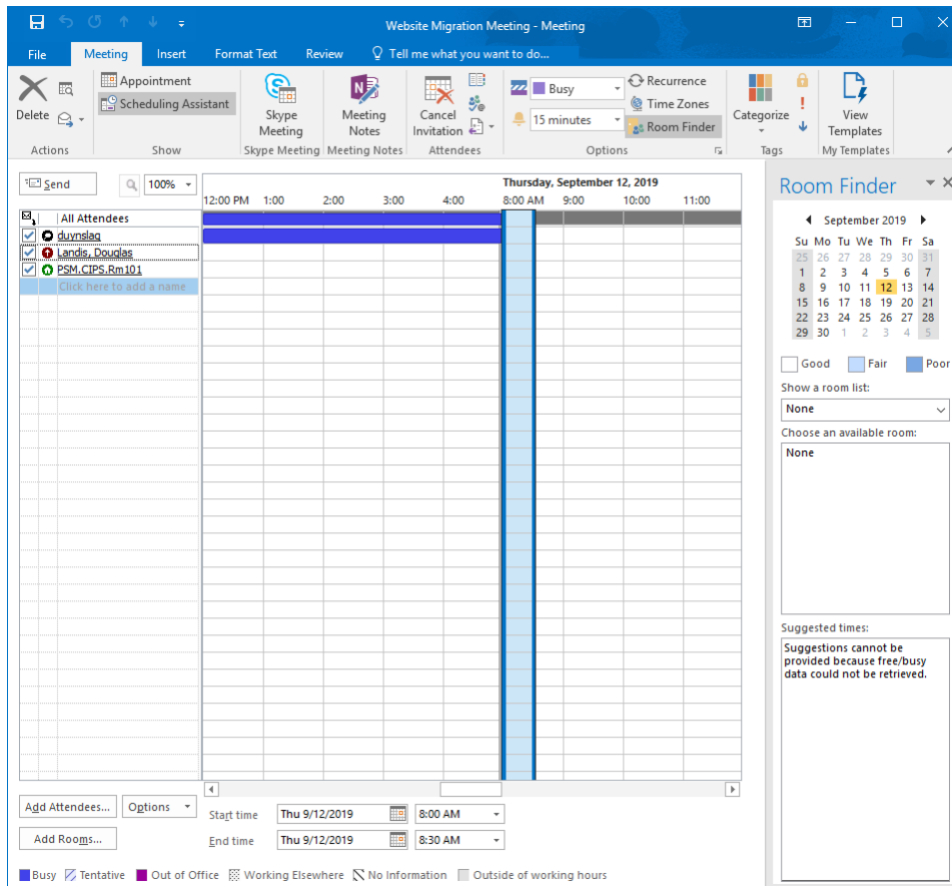 Website Migration Meeting - Meeting
File Meeting Insert Format Text Review Tell me what you want to do...
Delete
Actions
Appointment
Scheduling Assistant
Show
Skype
Meeting
Skype Meeting
Meeting
Notes
Meeting Notes
Cancel
Invitation
Attendees
Busy
15 minutes
Recurrence
Time Zones
Room Finder
Options
Categorize
Tags
View
Templates
My Templates
Send
100%
Thursday, September 12, 2019
12:00 PM 1:00 2:00 3:00 4:00 8:00 AM 9:00 10:00 11:00
All Attendees
duynslag
Landis, Douglas
PSM.CIPS.Rm101
Click here to add a name
Add Attendees... Options
Add Rooms...
Start time Thu 9/12/2019 8:00 AM
End time Thu 9/12/2019 8:30 AM
Busy Tentative Out of Office Working Elsewhere No Information Outside of working hours
Room Finder
September 2019
Su Mo Tu We Th Fr Sa
25 26 27 28 29 30 31
1 2 3 4 5 6 7
8 9 10 11 12 13 14
15 16 17 18 19 20 21
22 23 24 25 26 27 28
29 30 1 2 3 4 5
Good Fair Poor
Show a room list:
None
Choose an available room:
None
Suggested times:
Suggestions cannot be
provided because free/busy
data could not be retrieved.